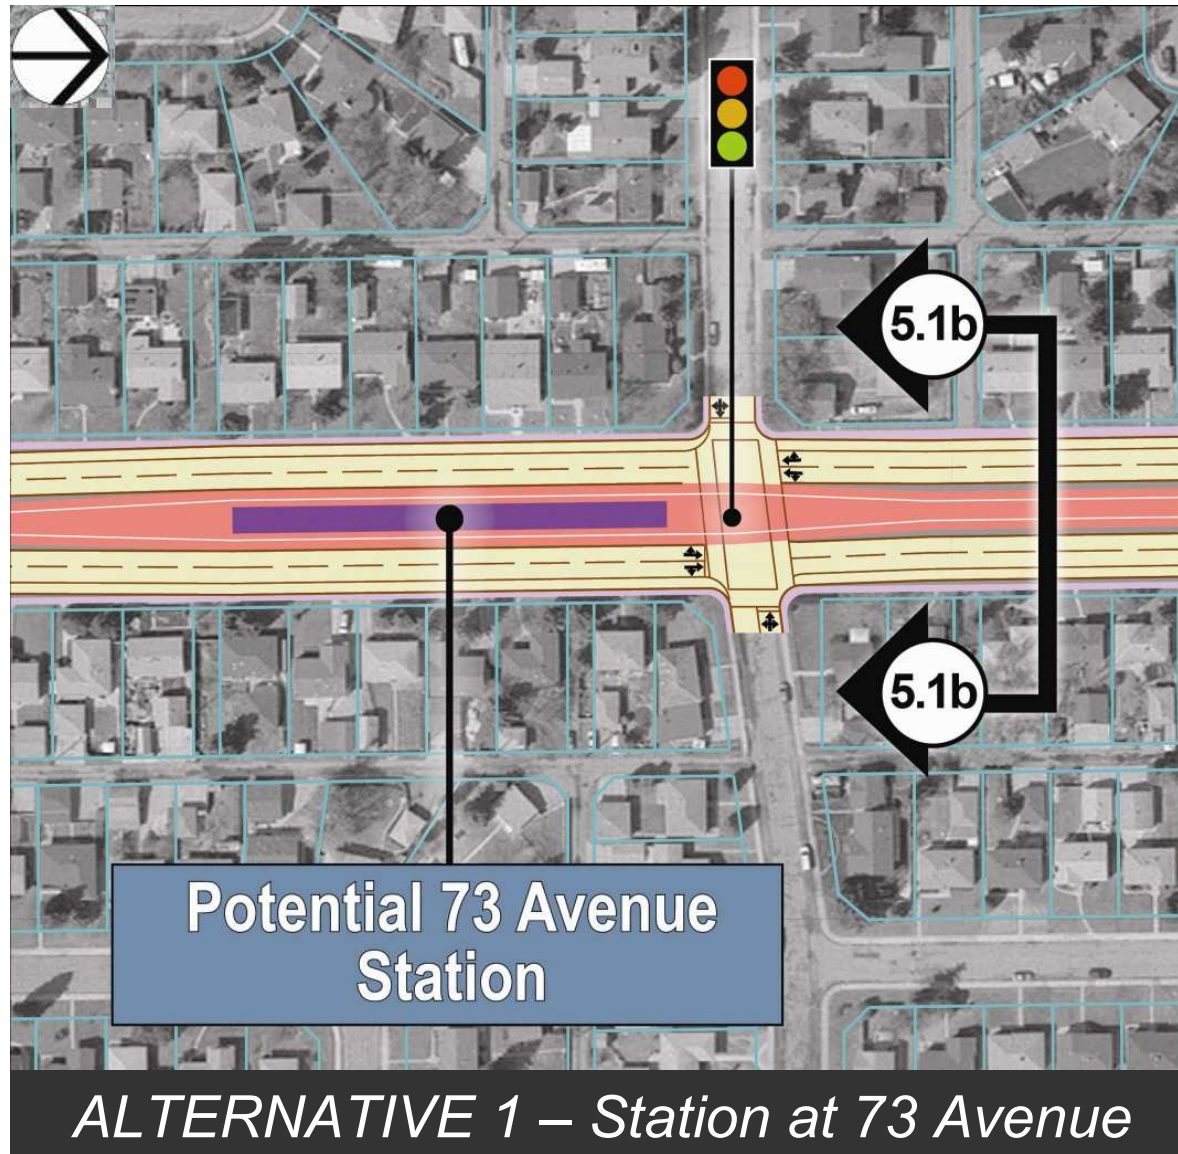 5.1b
5.1b
Potential 73 Avenue
Station
ALTERNATIVE 1 – Station at 73 Avenue